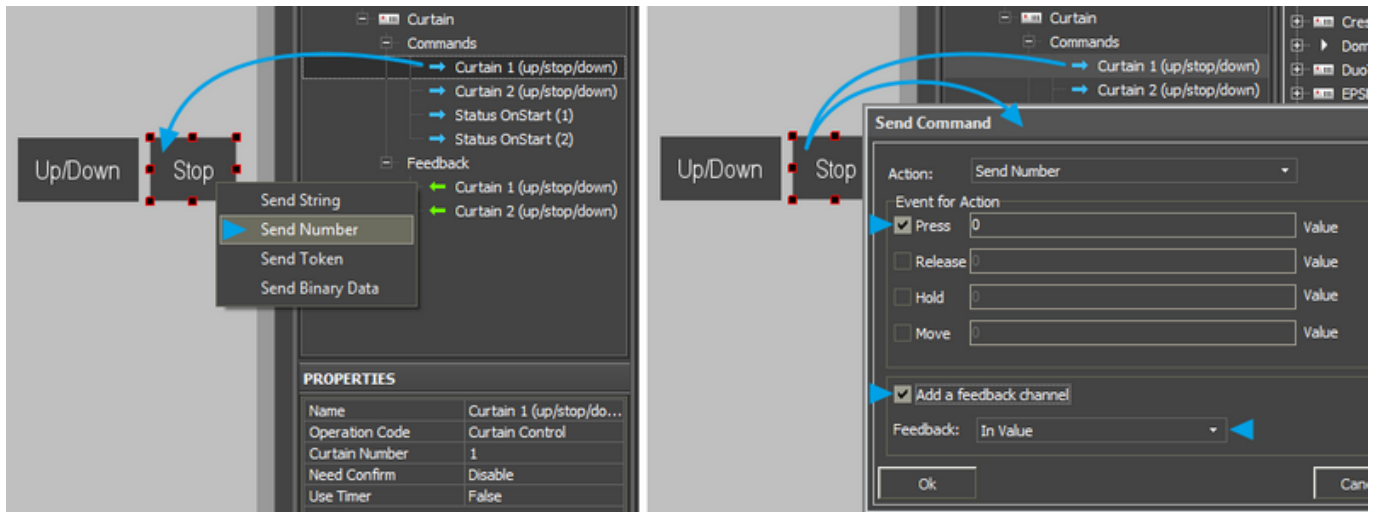 Curtain
Commands
Curtain 1 (up/stop/down)
Curtain 2 (up/stop/down)
Status OnStart (1)
Status OnStart (2)
Feedback
Curtain 1 (up/stop/down)
Curtain 2 (up/stop/down)
Up/Down
Stop
Send String
Send Number
Send Token
Send Binary Data
PROPERTIES
Name Curtain 1 (up/stop/do...
Operation Code Curtain Control
Curtain Number 1
Need Confirm Disable
Use Timer False
Curtain
Commands
Curtain 1 (up/stop/down)
Curtain 2 (up/stop/down)
Cres
Dom
Duo
EPS
Up/Down
Stop
Send Command
Action: Send Number
Event for Action
Press 0 Value
Release 0 Value
Hold 0 Value
Move 0 Value
Add a feedback channel
Feedback: In Value
Ok
Can